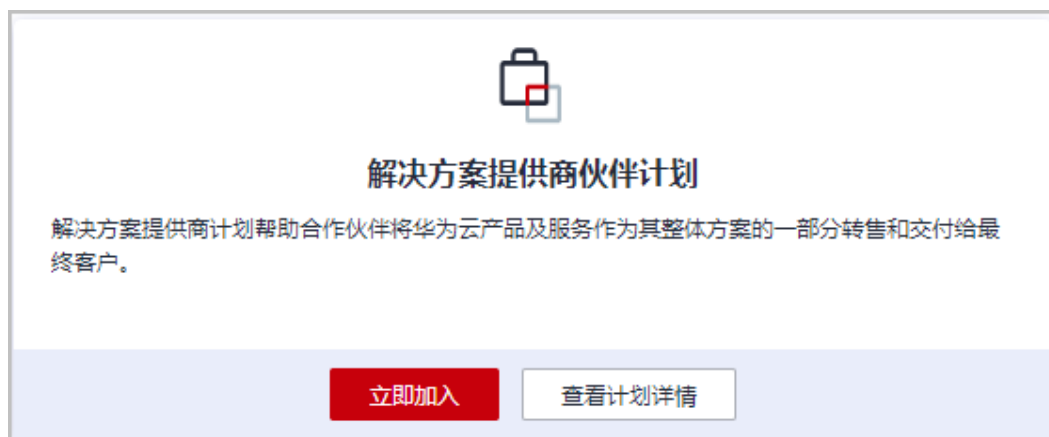 解决方案提供商伙伴计划
解决方案提供商计划帮助合作伙伴将华为云产品及服务作为其整体方案的一部分转售和交付给最
终客户。
立即加入
查看计划详情